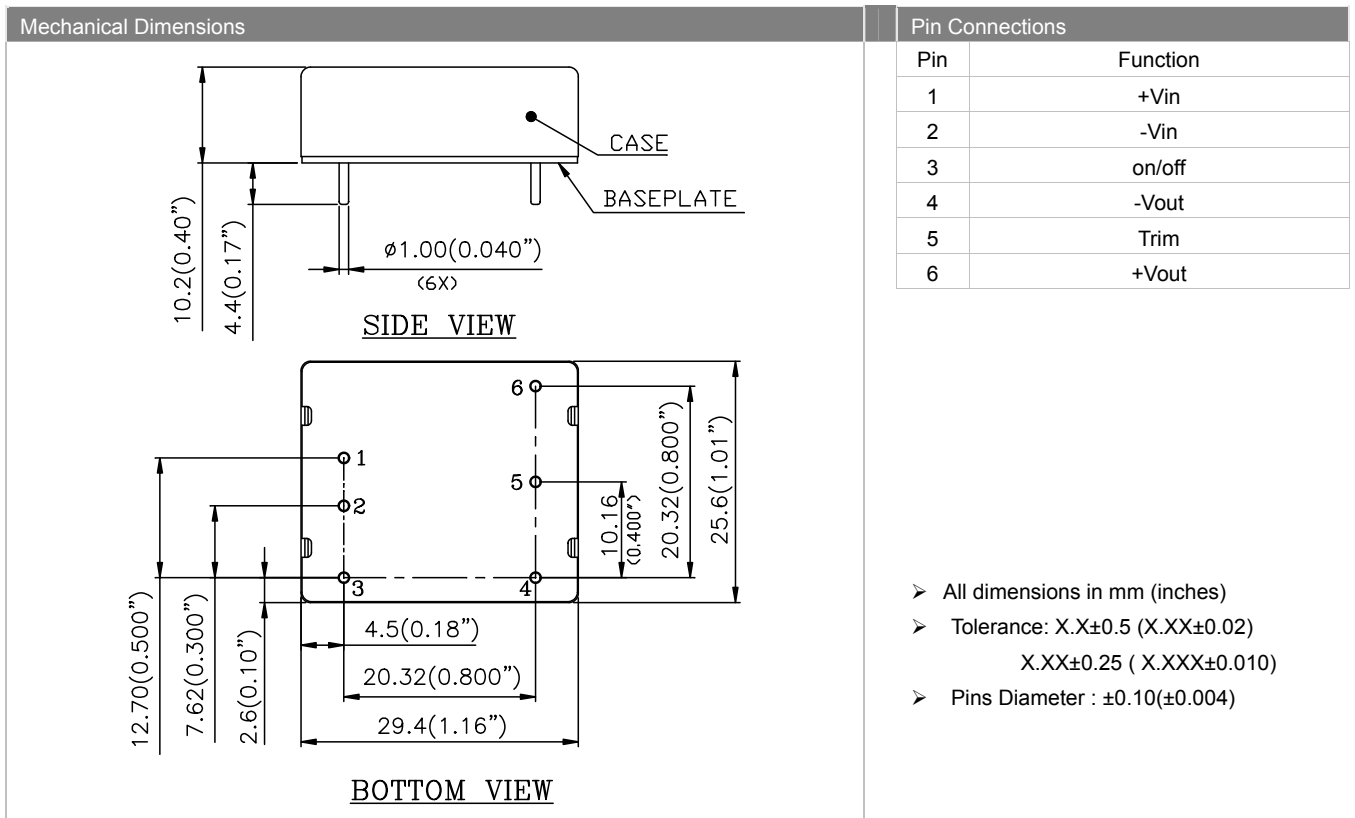 Mechanical Dimensions
CASE
BASEPLATE
10.2(0.40”)
4.4(0.17”)
ø1.00(0.040”)
(6X)
SIDE VIEW
6
1
5
2
3
4
10.16
(0.400”)
20.32(0.800”)
25.6(1.01”)
12.70(0.500”)
7.62(0.300”)
2.6(0.10”)
4.5(0.18”)
20.32(0.800”)
29.4(1.16”)
BOTTOM VIEW
Pin Connections
Pin Function
1 +Vin
2 -Vin
3 on/off
4 -Vout
5 Trim
6 +Vout
➢ All dimensions in mm (inches)
➢ Tolerance: X.X±0.5 (X.XX±0.02)
X.XX±0.25 ( X.XXX±0.010)
➢ Pins Diameter : ±0.10(±0.004)